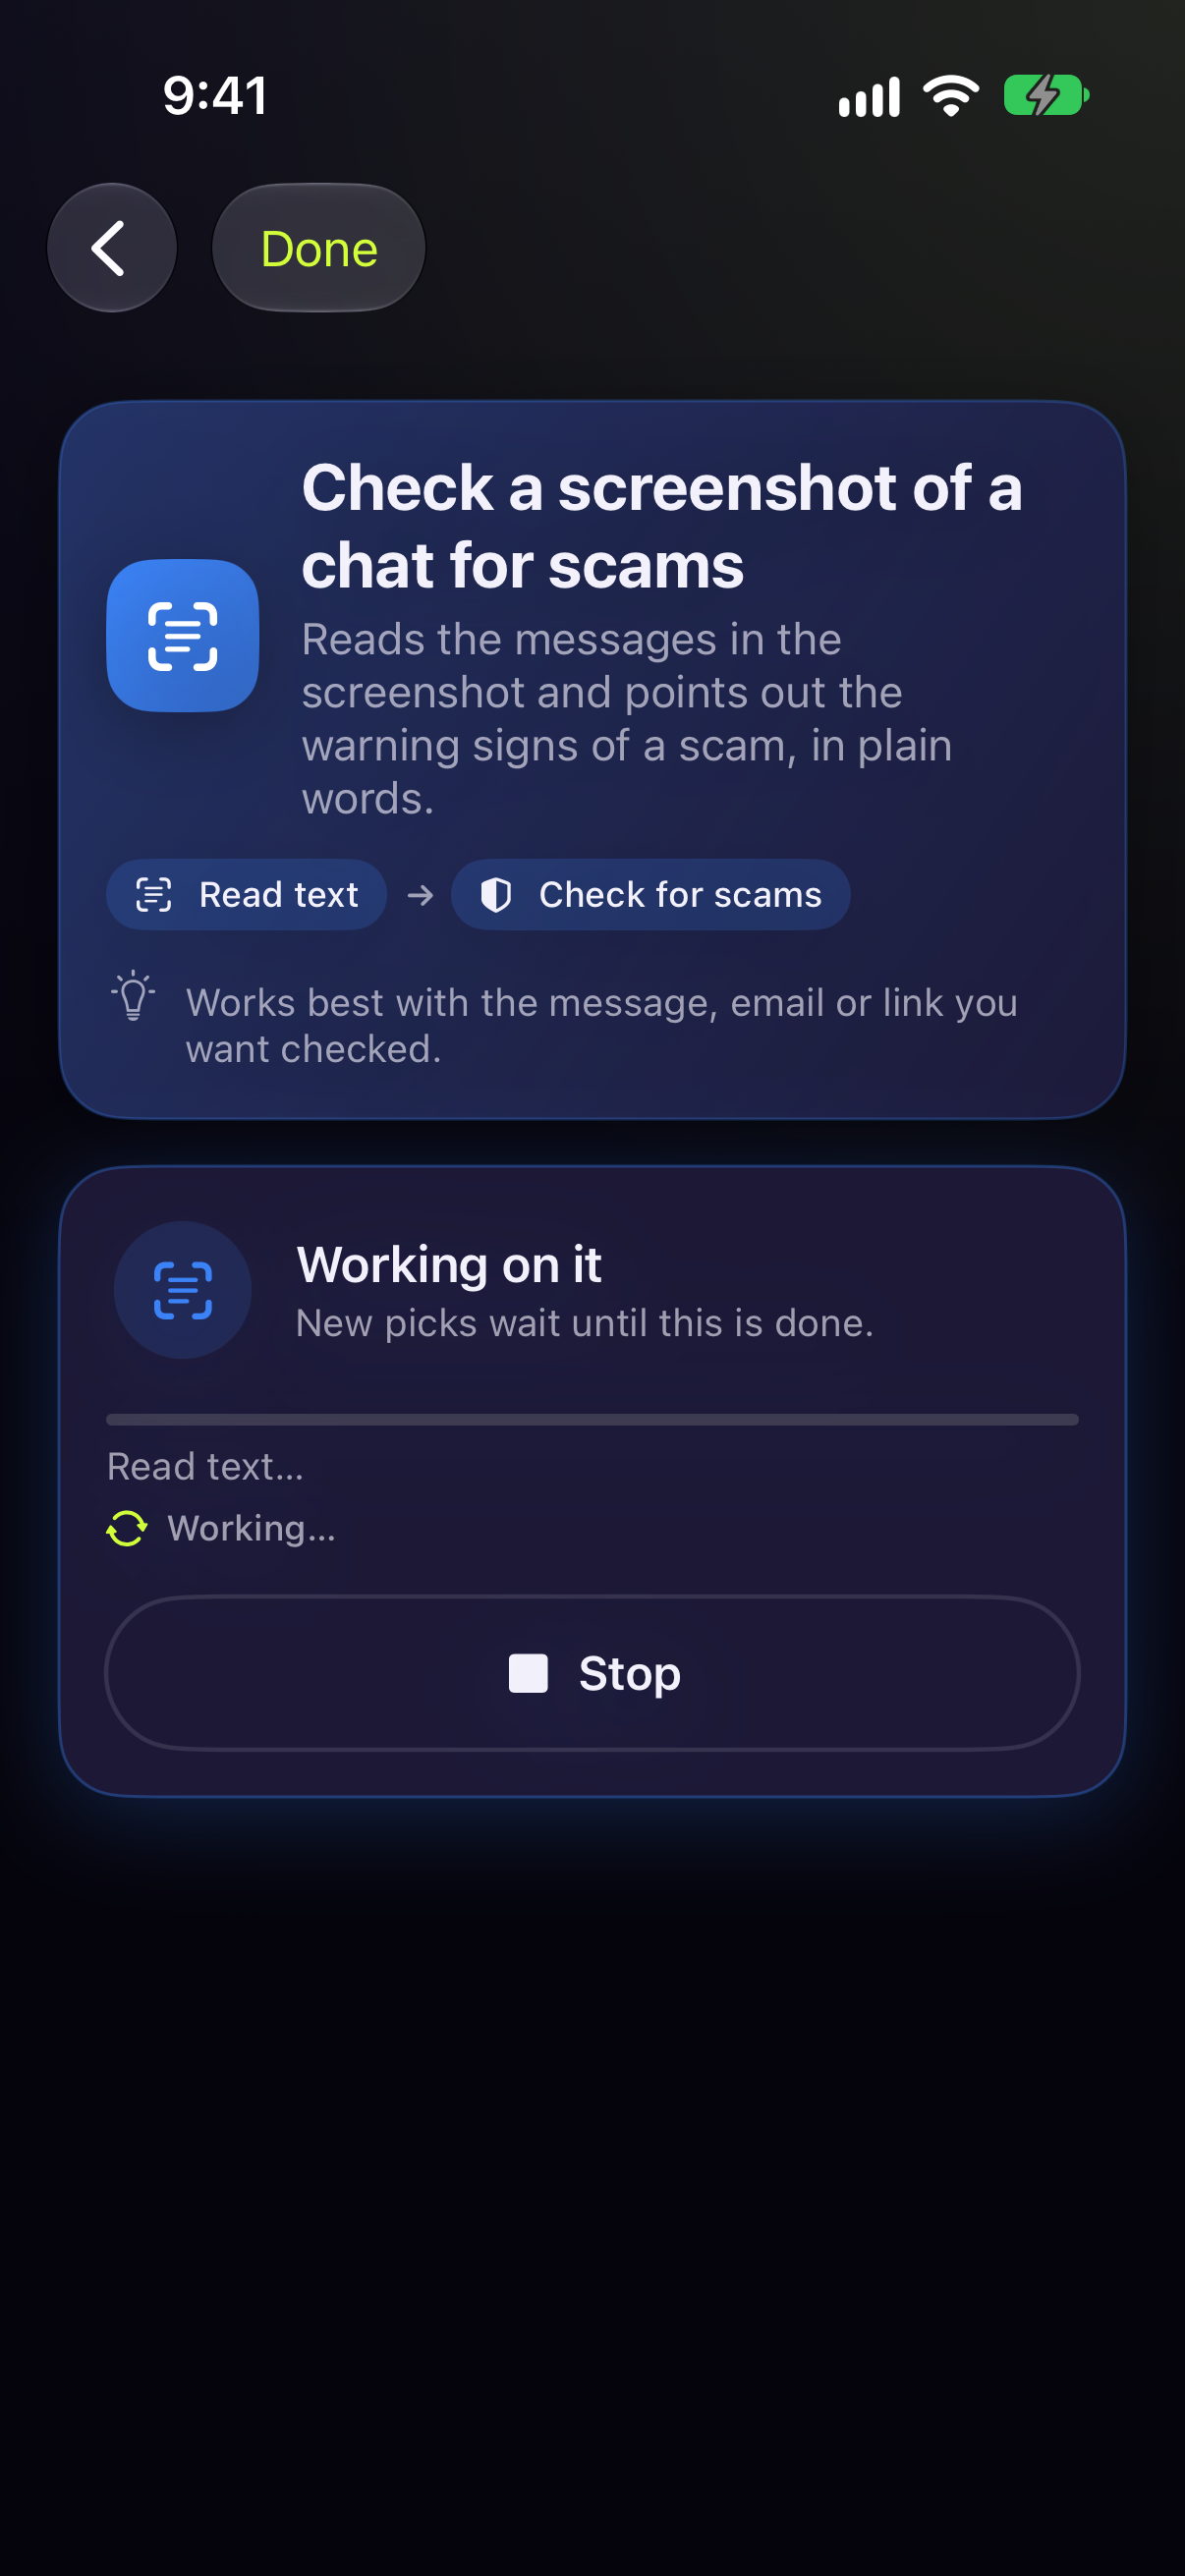 9:41
Done
Check a screenshot of a
chat for scams
Reads the messages in the
screenshot and points out the
warning signs of a scam, in plain
words.
Read text → Check for scams
Works best with the message, email or link you
want checked.
Working on it
New picks wait until this is done.
Read text...
Working...
Stop